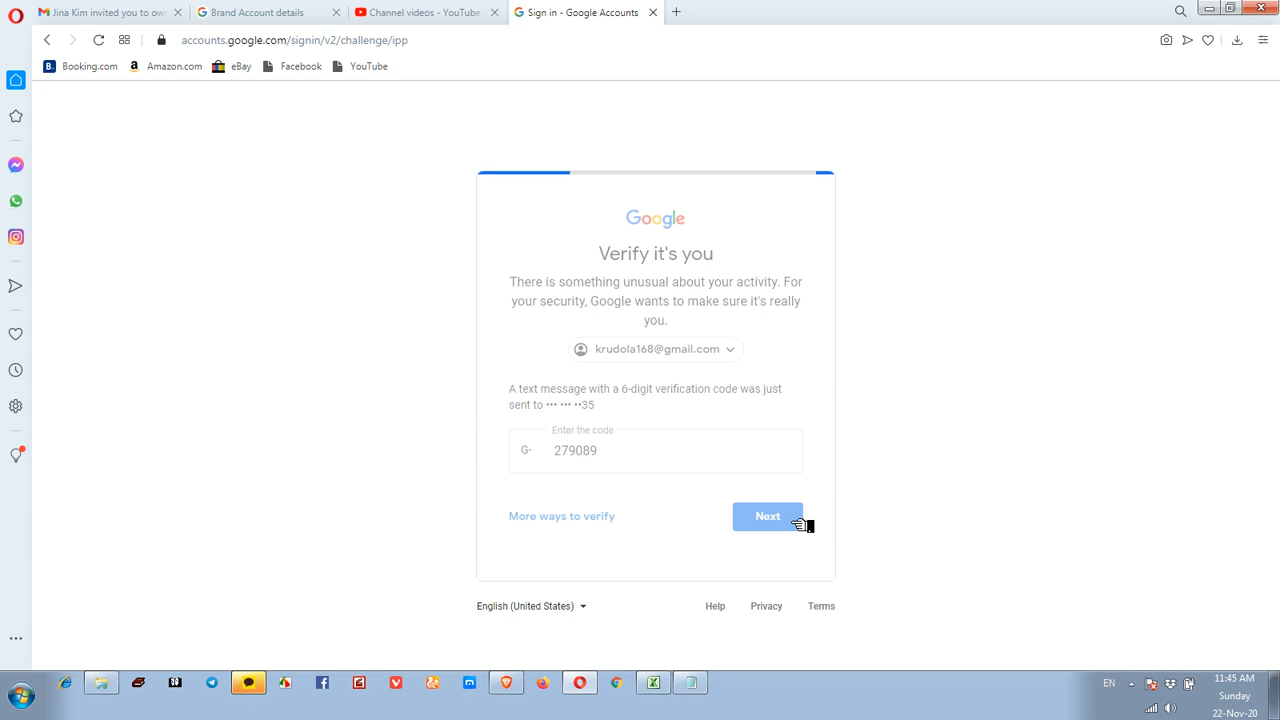 Jina Kim invited you to own
Brand Account details
Channel videos - YouTube
Sign in - Google Accounts
accounts.google.com/signin/v2/challenge/ipp
B. Booking.com
a Amazon.com
eBay
Facebook
YouTube
Google
Verify it's you
There is something unusual about your activity. For
your security, Google wants to make sure it's really
you.
krudola168@gmail.com
A text message with a 6-digit verification code was just
sent to ••• ••• ••35
Enter the code
G- 279089
More ways to verify
Next
English (United States)
Help
Privacy
Terms
EN
11:45 AM
Sunday
22-Nov-20